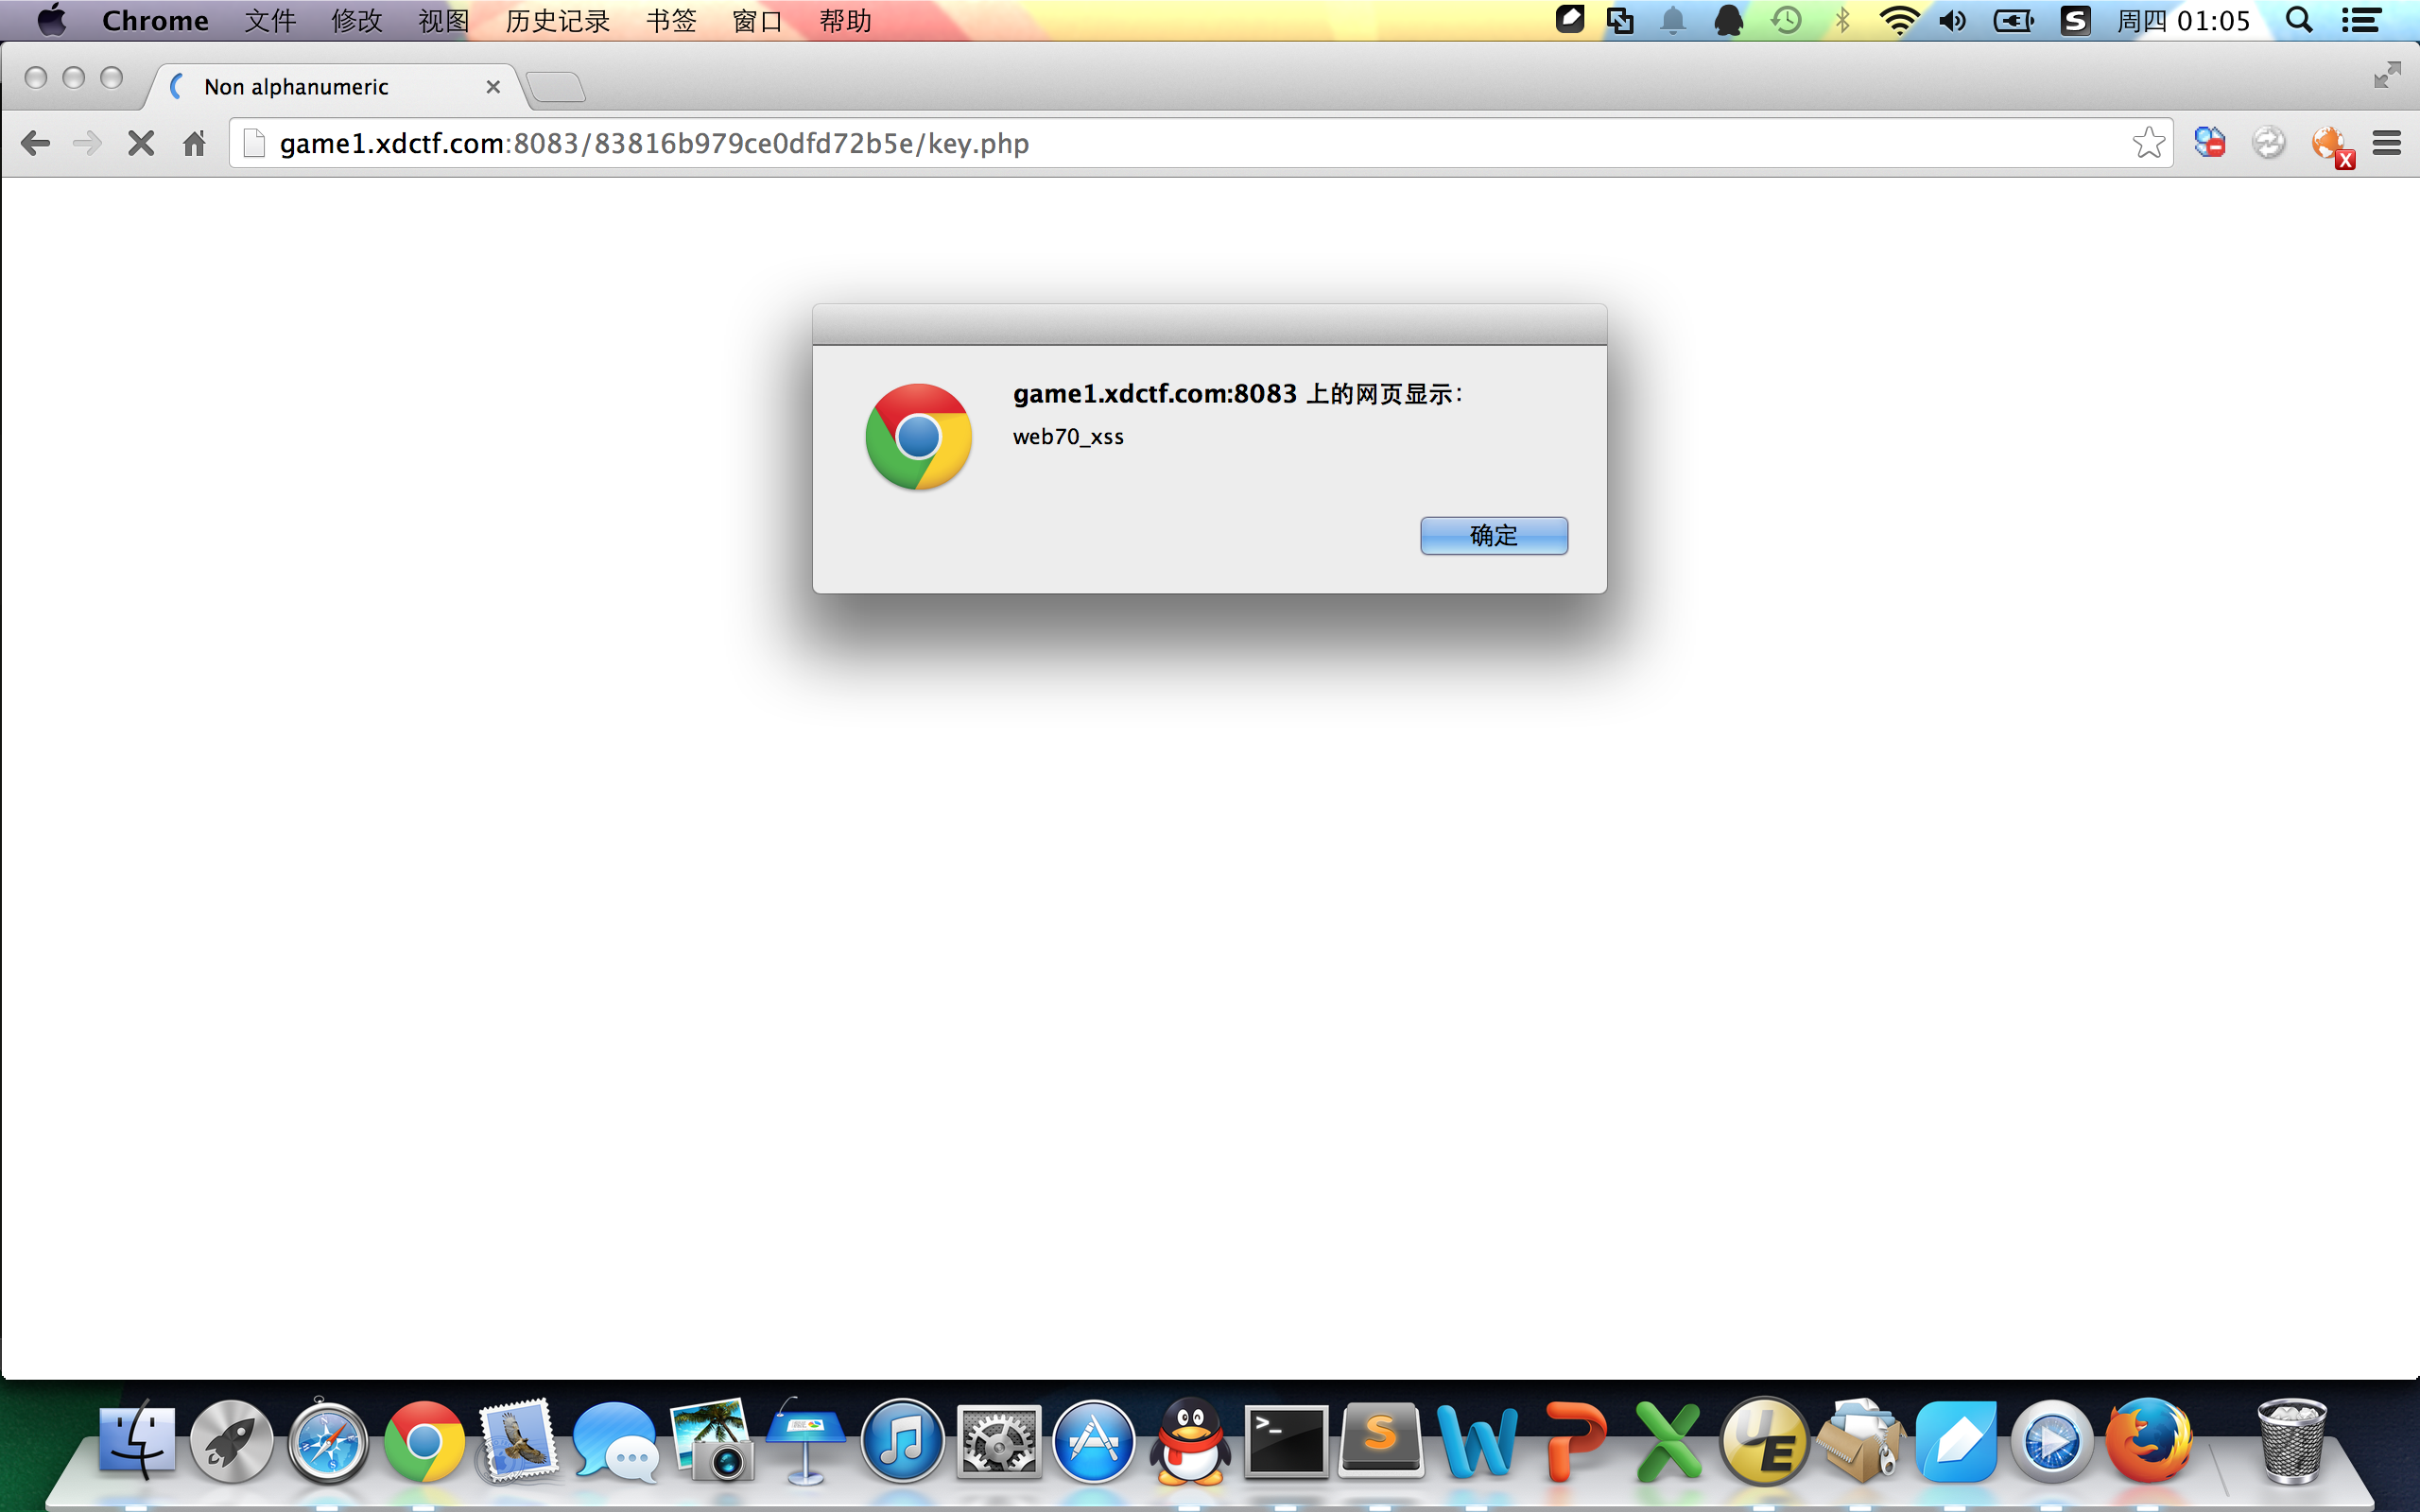 Chrome 文件 修改 视图 历史记录 书签 窗口 帮助 周四 01:05
Non alphanumeric
game1.xdctf.com:8083/83816b979ce0dfd72b5e/key.php
game1.xdctf.com:8083 上的网页显示：
web70_xss
确定